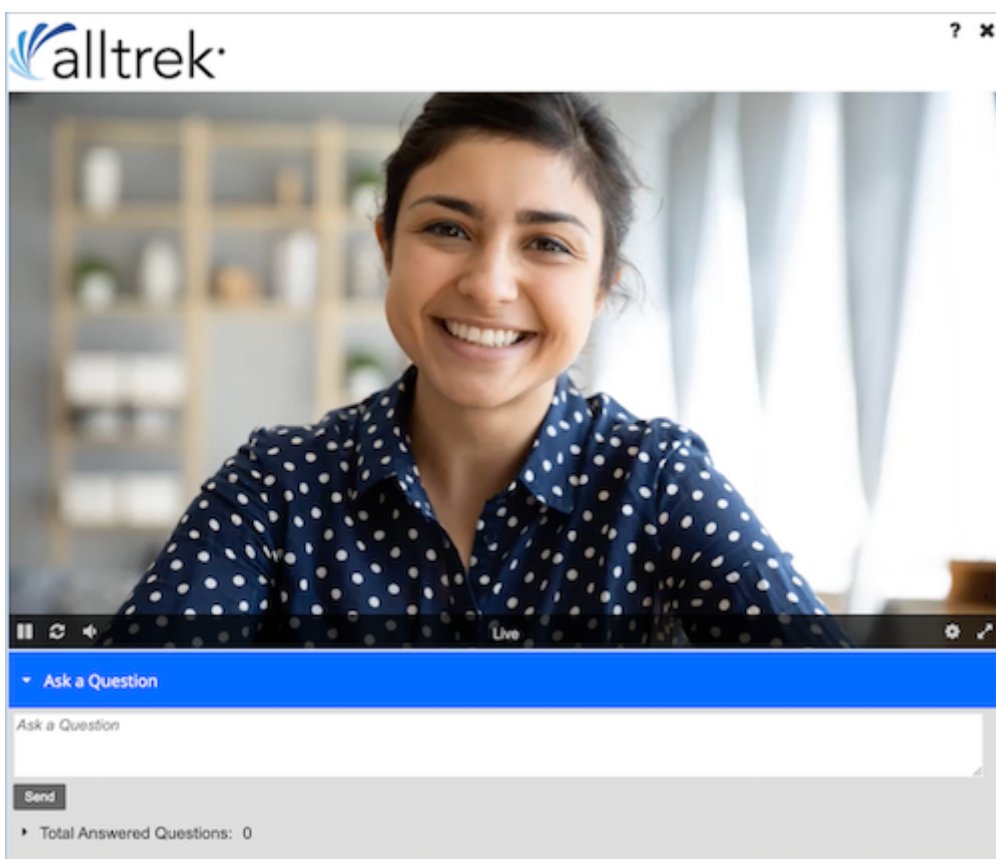 alltrek
?
Live
Ask a Question
Ask a Question
Send
Total Answered Questions: 0